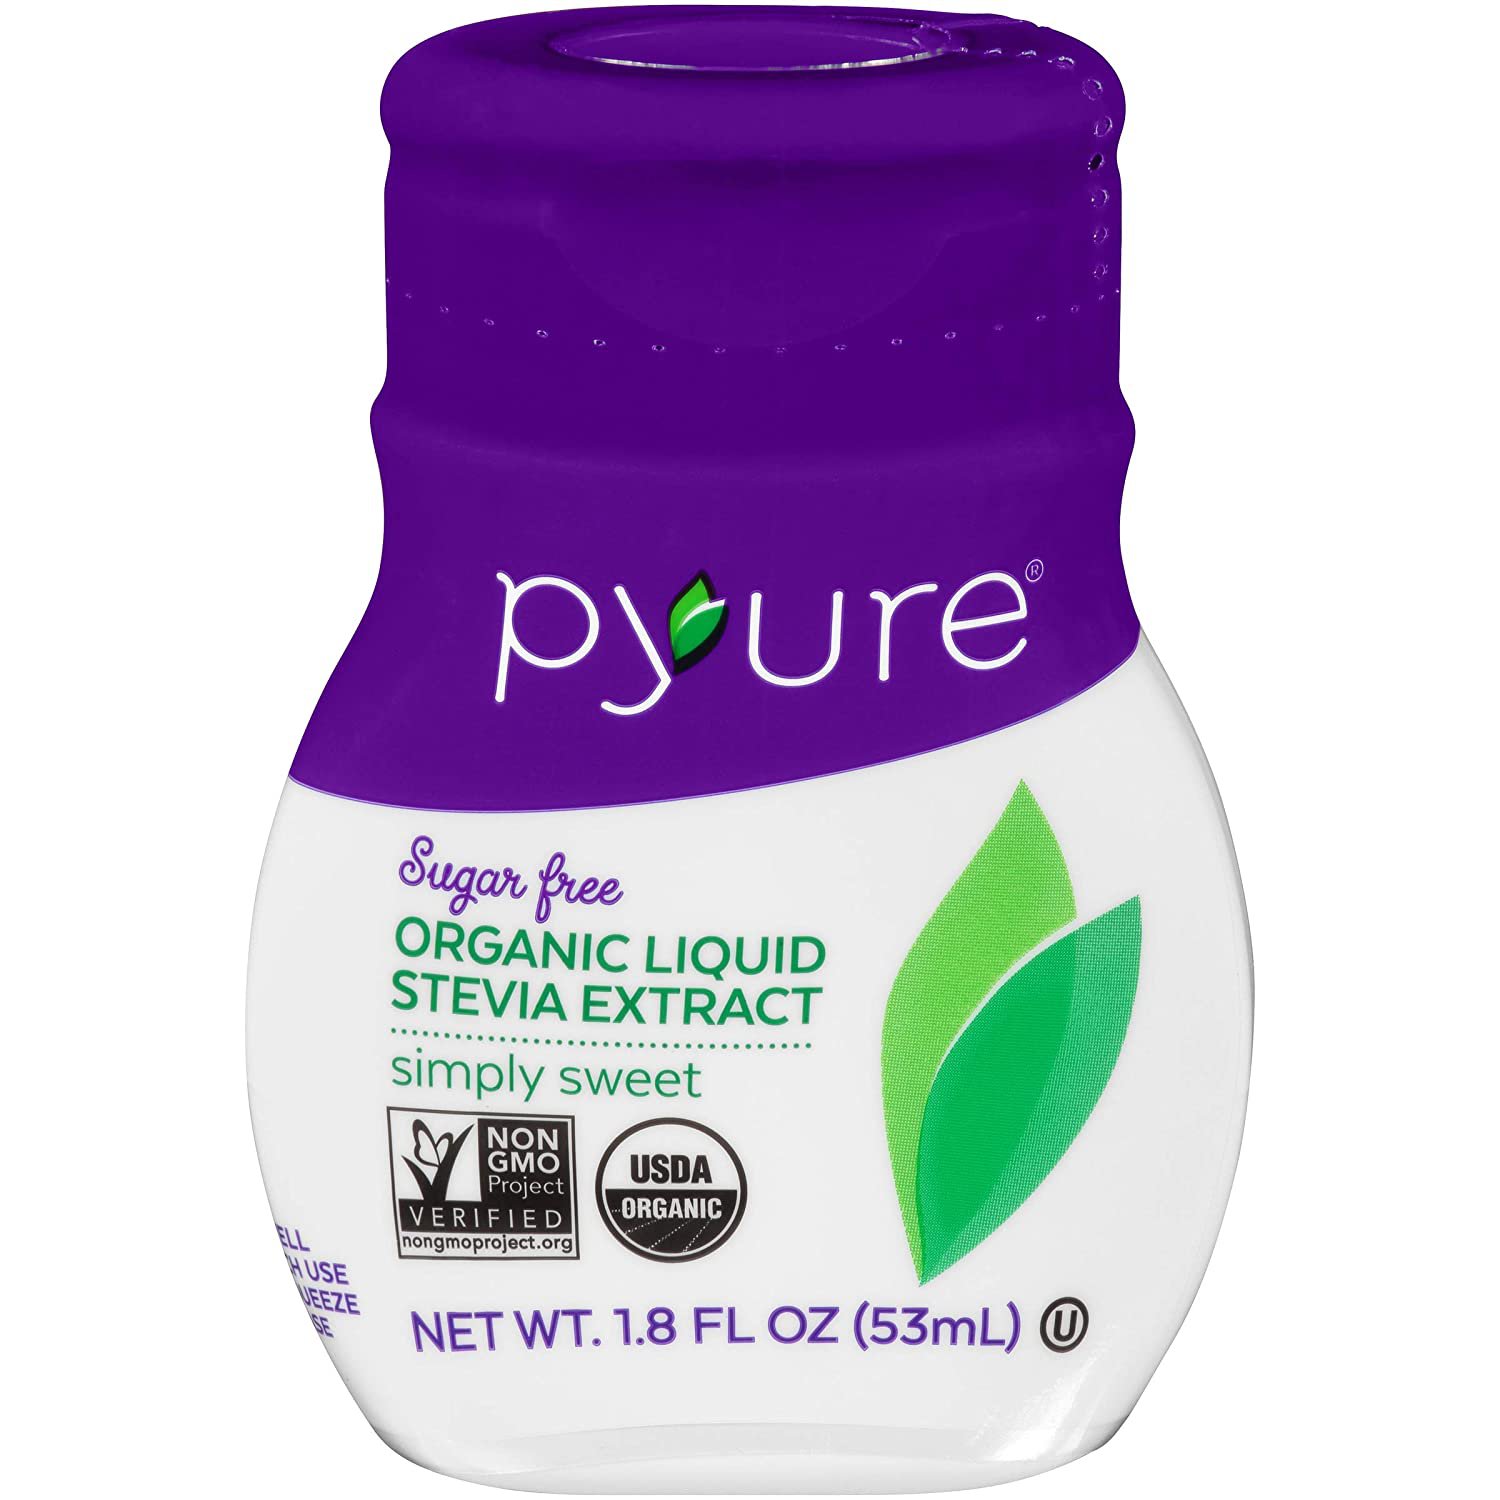 pyure®
Sugar free
ORGANIC LIQUID
STEVIA EXTRACT
simply sweet
NON
GMO
Project
VERIFIED
nongmoproject.org
USDA
ORGANIC
USE
NET WT. 1.8 FL OZ (53mL) U